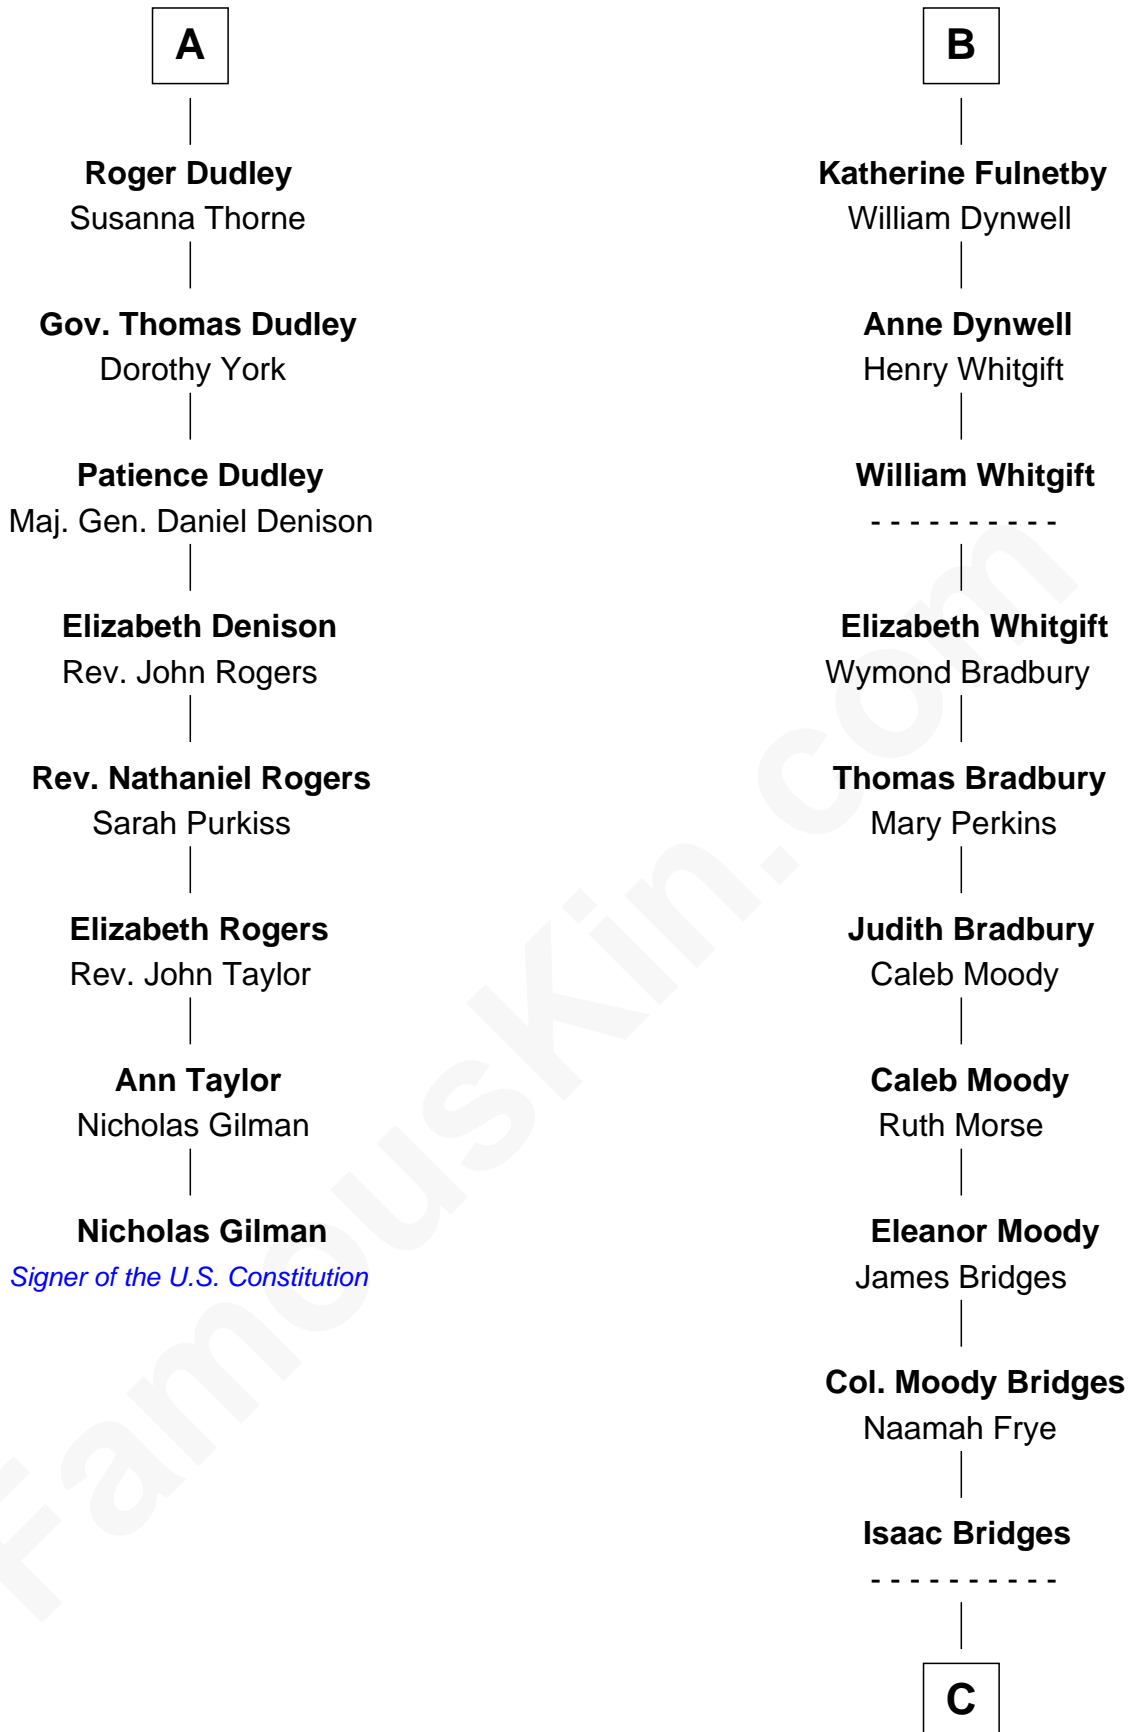 A
Roger Dudley
Susanna Thorne
Gov. Thomas Dudley
Dorothy York
Patience Dudley
Maj. Gen. Daniel Denison
Elizabeth Denison
Rev. John Rogers
Rev. Nathaniel Rogers
Sarah Purkiss
Elizabeth Rogers
Rev. John Taylor
Ann Taylor
Nicholas Gilman
Nicholas Gilman
Signer of the U.S. Constitution
B
Katherine Fulnetby
William Dynwell
Anne Dynwell
Henry Whitgift
William Whitgift
- - - - - - - - - -
Elizabeth Whitgift
Wymond Bradbury
Thomas Bradbury
Mary Perkins
Judith Bradbury
Caleb Moody
Caleb Moody
Ruth Morse
Eleanor Moody
James Bridges
Col. Moody Bridges
Naamah Frye
Isaac Bridges
- - - - - - - - - -
C
FamousKin.com